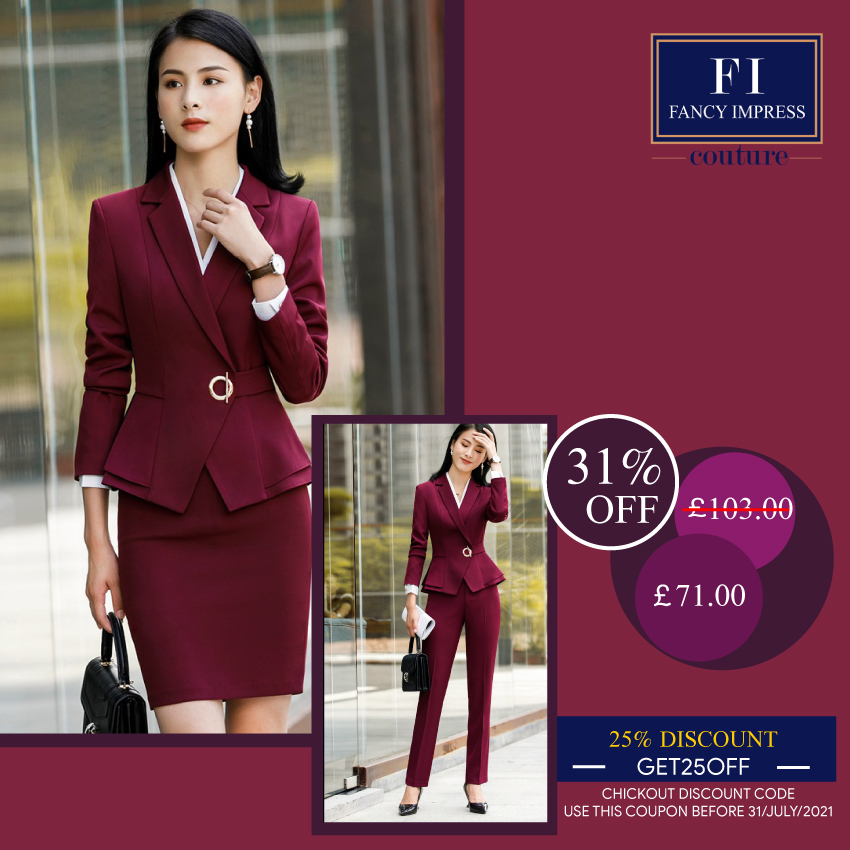 FI
FANCY IMPRESS
couture
31%
OFF
£103.00
£71.00
25% DISCOUNT
GET25OFF
CHICKOUT DISCOUNT CODE
USE THIS COUPON BEFORE 31/JULY/2021